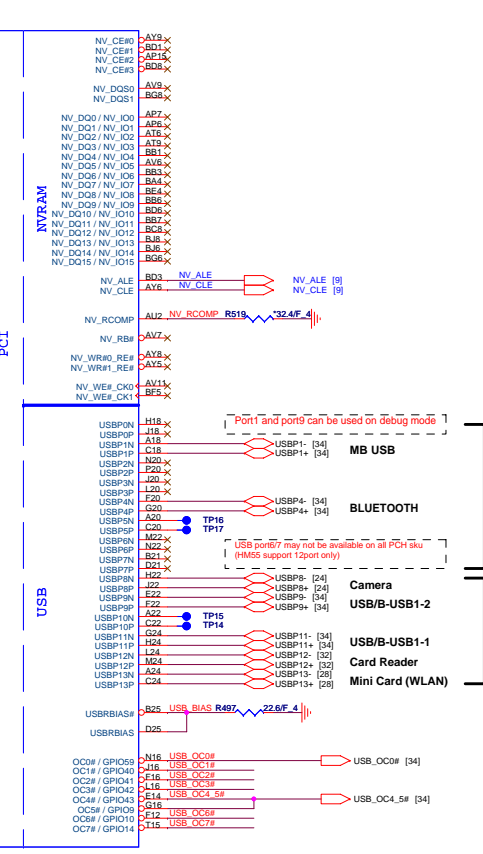 NV_CE#0 AY9
NV_CE#1 BD1
NV_CE#2 AP15
NV_CE#3 BD8
NV_DQS0 AV9
NV_DQS1 BG8
NV_DQ0 / NV_IO0 AP7
NV_DQ1 / NV_IO1 AP6
NV_DQ2 / NV_IO2 AT6
NV_DQ3 / NV_IO3 AT9
NV_DQ4 / NV_IO4 BB1
NV_DQ5 / NV_IO5 AV6
NV_DQ6 / NV_IO6 BB3
NV_DQ7 / NV_IO7 BA4
NV_DQ8 / NV_IO8 BE4
NV_DQ9 / NV_IO9 BB6
NV_DQ10 / NV_IO10 BD6
NV_DQ11 / NV_IO11 BB7
NV_DQ12 / NV_IO12 BC8
NV_DQ13 / NV_IO13 BJ8
NV_DQ14 / NV_IO14 BJ6
NV_DQ15 / NV_IO15 BG6
NVRAM
NV_ALE BD3 NV_ALE NV_ALE [9]
NV_CLE AY6 NV_CLE NV_CLE [9]
NV_RCOMP AU2 NV_RCOMP R519 *32.4/F_4
NV_RB# AV7
PCI
NV_WR#0_RE# AY8
NV_WR#1_RE# AY5
NV_WE#_CK0 AV11
NV_WE#_CK1 BF5
USBP0N H18
USBP0P J18
Port1 and port9 can be used on debug mode
USBP1N A18 USBP1- [34]
USBP1P C18 USBP1+ [34]
MB USB
USBP2N N20
USBP2P P20
USBP3N J20
USBP3P L20
USBP4N F20 USBP4- [34]
USBP4P G20 USBP4+ [34]
BLUETOOTH
USBP5N A20 TP16
USBP5P C20 TP17
USBP6N M22
USBP6P N22
USBP7N B21
USBP7P D21
USB port6/7 may not be available on all PCH sku
(HM55 support 12port only)
USBP8N H22 USBP8- [24]
USBP8P J22 USBP8+ [24]
Camera
USBP9N E22 USBP9- [34]
USBP9P F22 USBP9+ [34]
USB/B-USB1-2
USB
USBP10N A22 TP15
USBP10P C22 TP14
USBP11N G24 USBP11- [34]
USBP11P H24 USBP11+ [34]
USB/B-USB1-1
USBP12N L24 USBP12- [32]
USBP12P M24 USBP12+ [32]
Card Reader
USBP13N A24 USBP13- [28]
USBP13P C24 USBP13+ [28]
Mini Card (WLAN)
USBRBIAS# B25 USB_BIAS R497 22.6/F_4
USBRBIAS D25
OC0# / GPIO59 N16 USB_OC0# USB_OC0# [34]
OC1# / GPIO40 J16 USB_OC1#
OC2# / GPIO41 F16 USB_OC2#
OC3# / GPIO42 L16 USB_OC3#
OC4# / GPIO43 E14 USB_OC4_5# USB_OC4_5# [34]
OC5# / GPIO9 G16
OC6# / GPIO10 F12 USB_OC6#
OC7# / GPIO14 T15 USB_OC7#